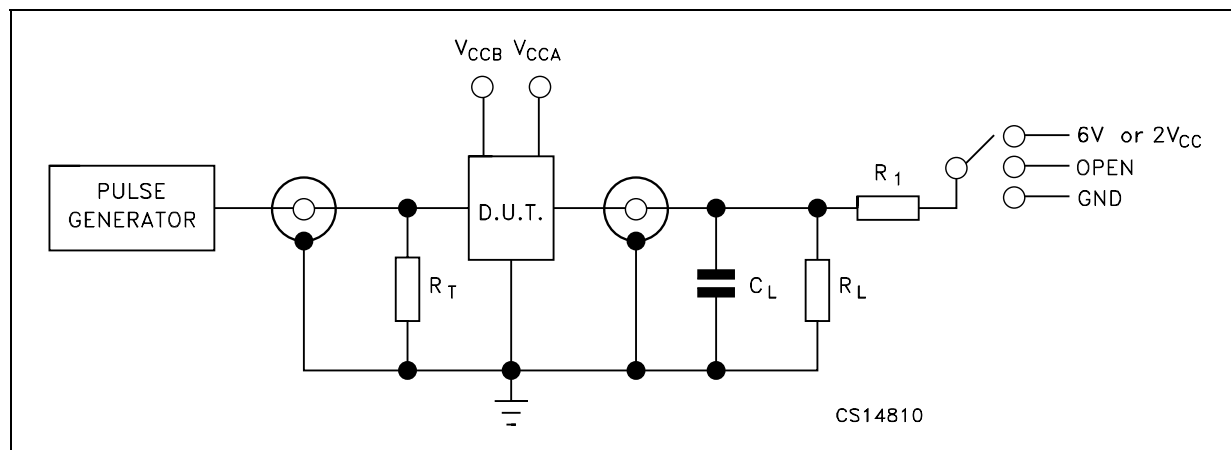 VCCB VCCA
PULSE
GENERATOR
D.U.T.
RT
CL
RL
R1
6V or 2VCC
OPEN
GND
CS14810